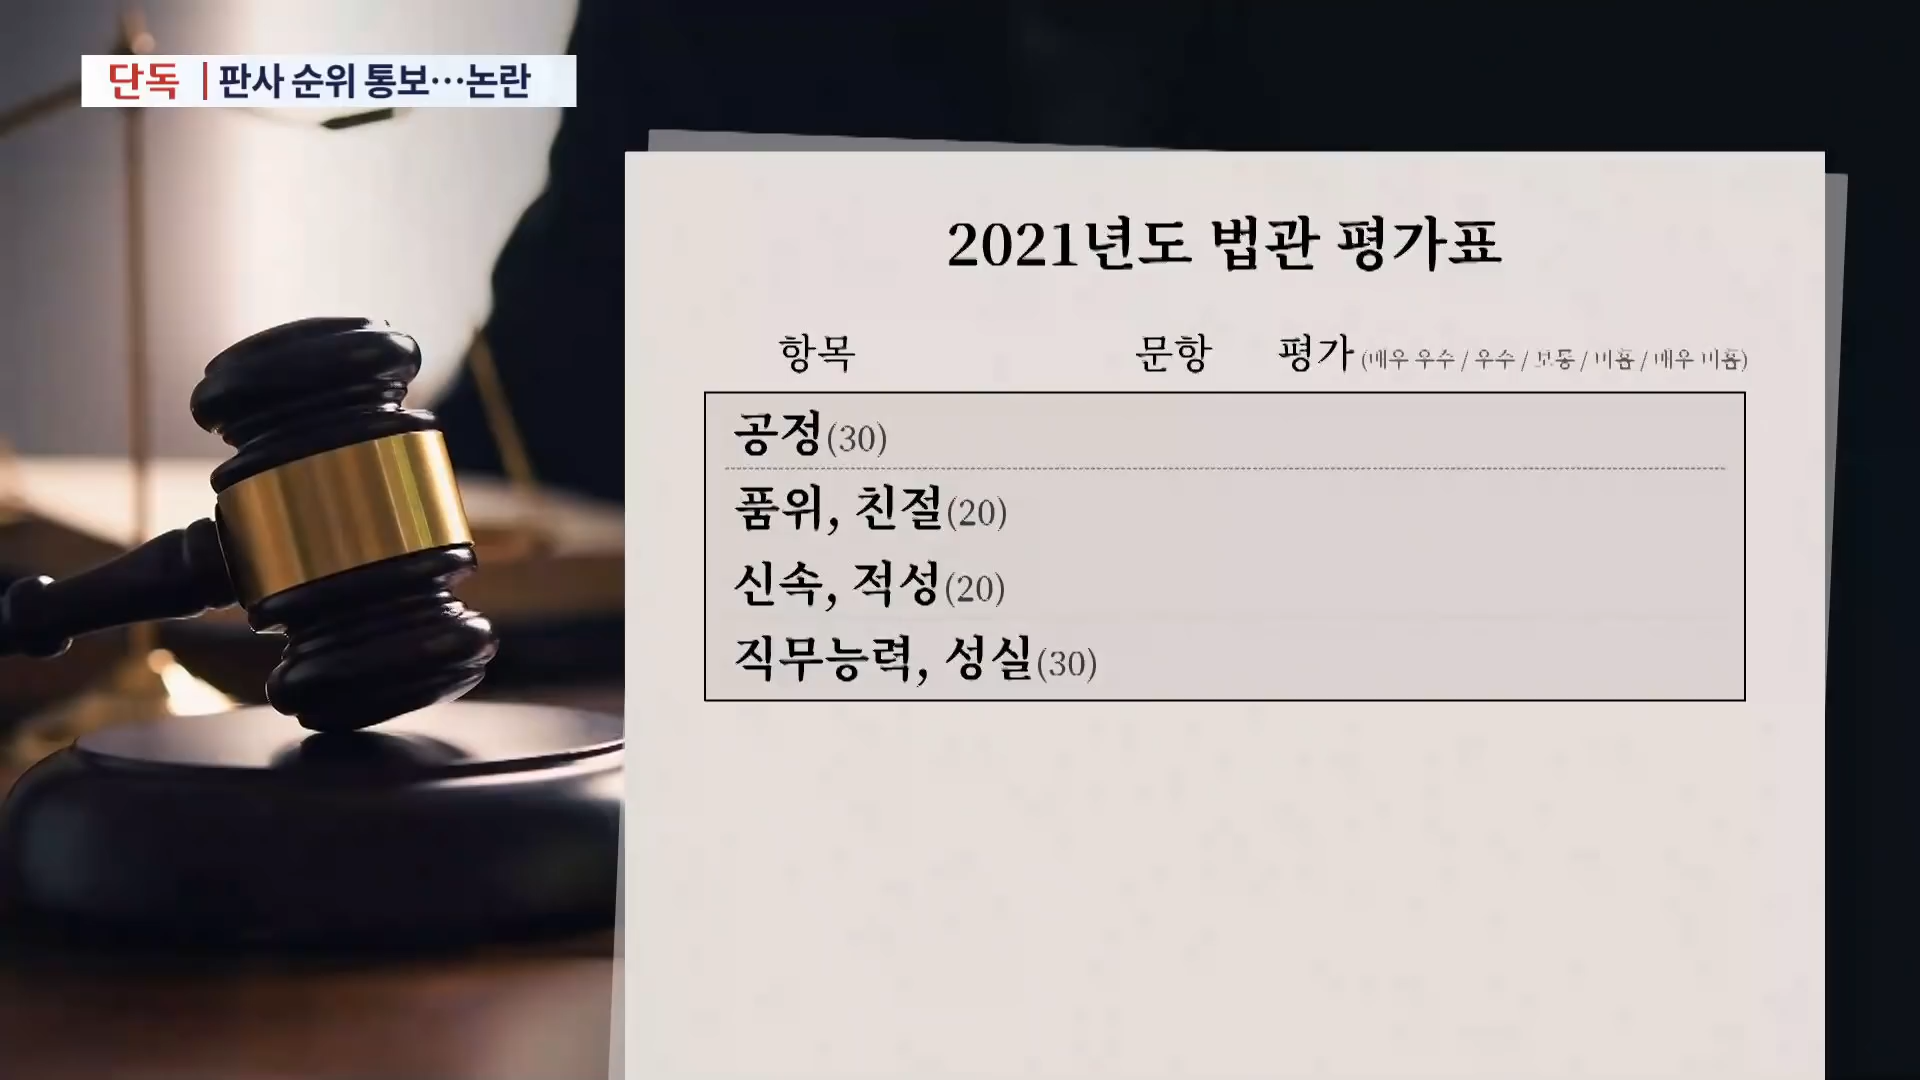 단독 | 판사 순위 통보…논란
2021년도 법관 평가표
항목 문항 평가 (매우 우수 / 우수 / 보통 / 미흡 / 매우 미흡)
공정(30)
품위, 친절(20)
신속, 적성(20)
직무능력, 성실(30)